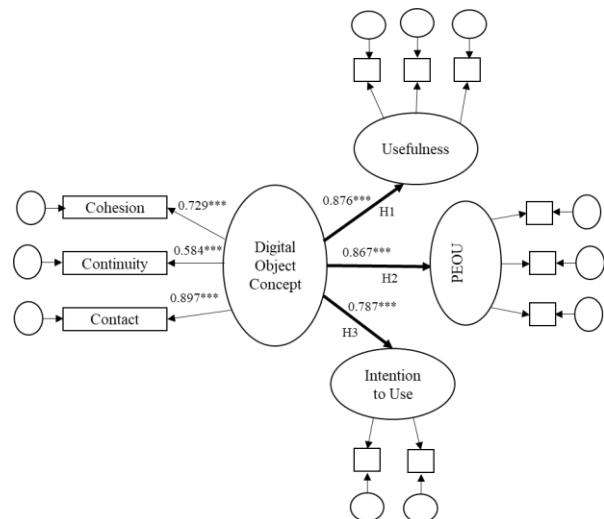 Usefulness
0.876***
H1
Cohesion
0.729***
Continuity
0.584***
Contact
0.897***
Digital
Object
Concept
0.867***
H2
PEOU
0.787***
H3
Intention
to Use